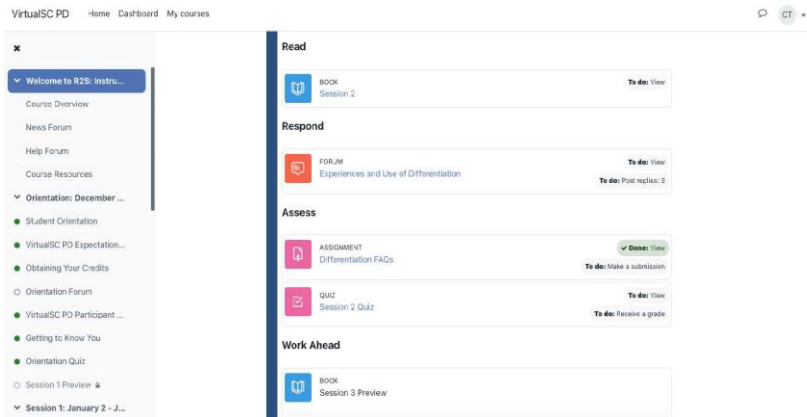 VirtualSC PD Home Dashboard My courses
CT
Welcome to R2S: Instru...
Course Overview
News Forum
Help Forum
Course Resources
Orientation: December ...
Student Orientation
VirtualSC PD Expectation...
Obtaining Your Credits
Orientation Forum
VirtualSC PD Participant ...
Getting to Know You
Orientation Quiz
Session 1 Preview
Session 1: January 2 - J...
Read
BOOK
Session 2
To do: View
Respond
FORUM
Experiences and Use of Differentiation
To do: View
To do: Post replies: 3
Assess
ASSIGNMENT
Differentiation FAQs
Done: View
To do: Make a submission
QUIZ
Session 2 Quiz
To do: View
To do: Receive a grade
Work Ahead
BOOK
Session 3 Preview